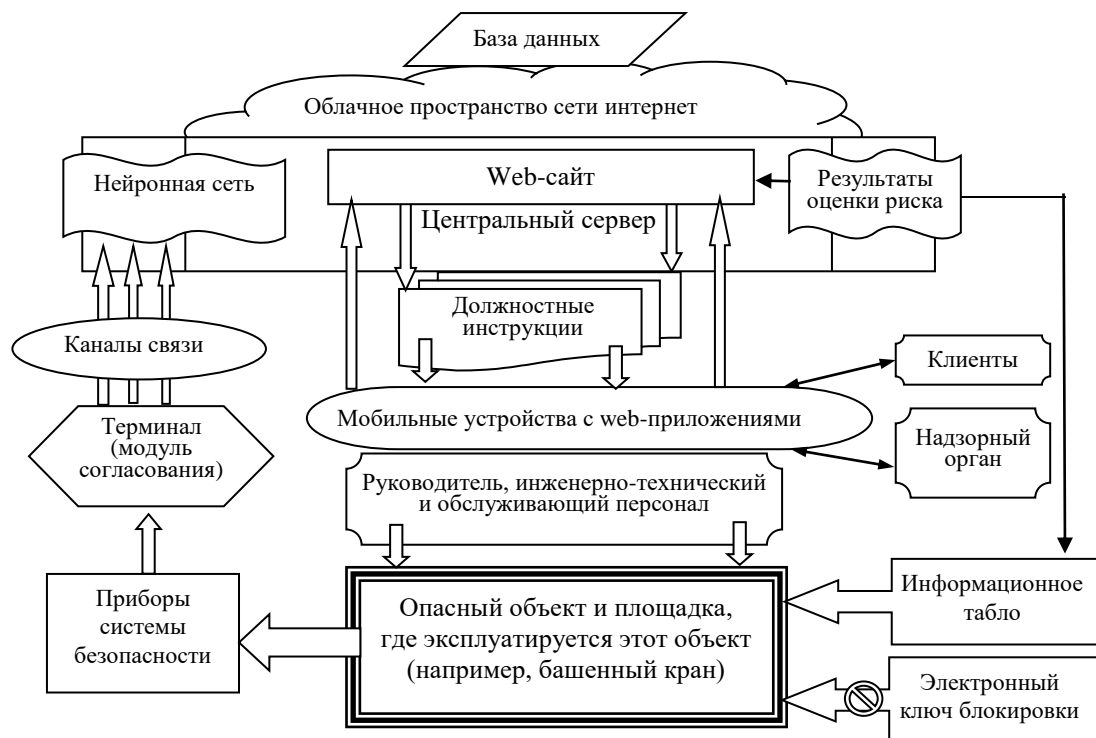 База данных
Облачное пространство сети интернет
Нейронная сеть
Web-сайт
Результаты
оценки риска
Центральный сервер
Должностные
инструкции
Каналы связи
Клиенты
Мобильные устройства с web-приложениями
Терминал
(модуль
согласования)
Надзорный
орган
Руководитель, инженерно-технический
и обслуживающий персонал
Приборы
системы
безопасности
Опасный объект и площадка,
где эксплуатируется этот объект
(например, башенный кран)
Информационное
табло
Электронный
ключ блокировки